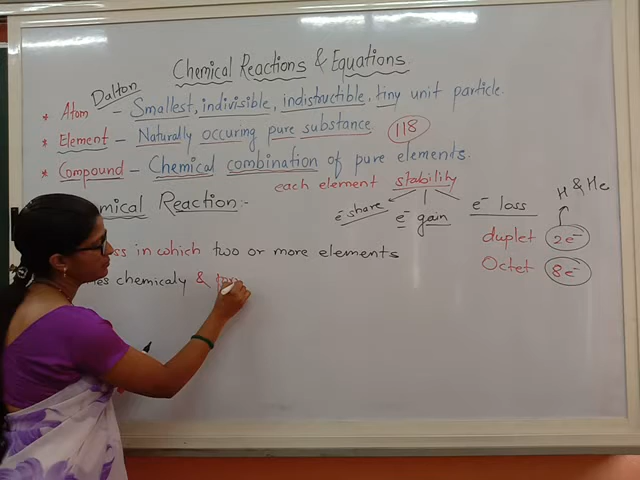 Chemical Reactions & Equations
Dalton
* Atom - Smallest, indivisible, indistructible, tiny unit particle.
* Element - Naturally occuring pure substance 118
* Compound - Chemical combination of pure elements.
each element stability
H & He
e⁻ share e⁻ gain e⁻ loss
mical Reaction:-
duplet 2e⁻
ss in which two or more elements
Octet 8e⁻
es chemicaly &